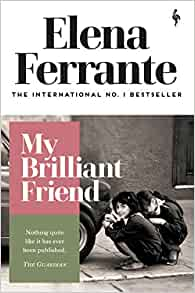 Elena
Ferrante
THE INTERNATIONAL NO. 1 BESTSELLER
My
Brilliant
Friend
Nothing quite
like it has ever
been published.
THE GUARDIAN